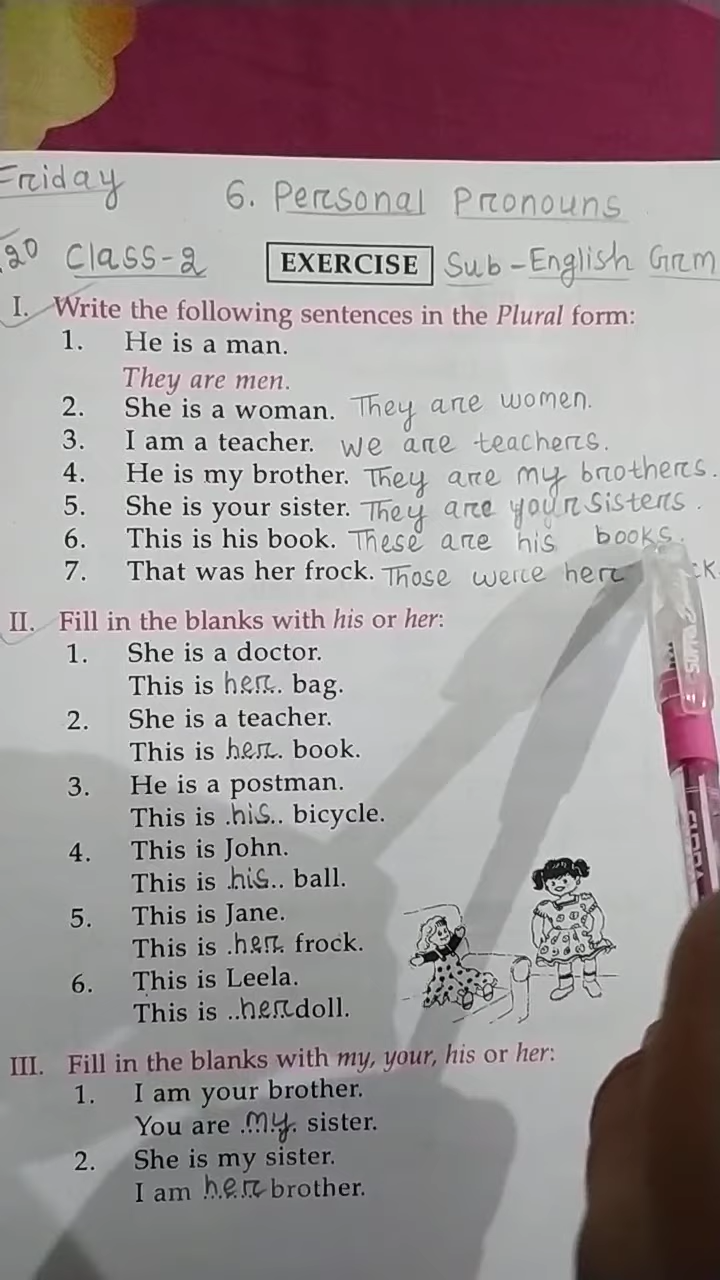 Friday 6. Personal Pronouns
20 Class-2 EXERCISE Sub-English Grm
I. Write the following sentences in the Plural form:
1. He is a man.
They are men.
2. She is a woman. They are women.
3. I am a teacher. we are teachers.
4. He is my brother. They are my brothers.
5. She is your sister. They are your sisters.
6. This is his book. These are his books.
7. That was her frock. Those were her
II. Fill in the blanks with his or her:
1. She is a doctor.
This is her. bag.
2. She is a teacher.
This is her. book.
3. He is a postman.
This is .his.. bicycle.
4. This is John.
This is .his.. ball.
5. This is Jane.
This is .her. frock.
6. This is Leela.
This is ..her doll.
III. Fill in the blanks with my, your, his or her:
1. I am your brother.
You are .my. sister.
2. She is my sister.
I am her brother.